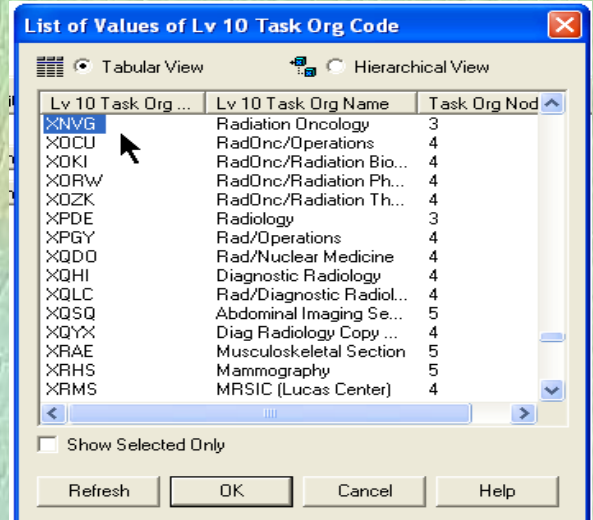 List of Values of Lv 10 Task Org Code
Tabular View Hierarchical View
Lv 10 Task Org ... Lv 10 Task Org Name Task Org Nod
XNVG Radiation Oncology 3
XOCU RadOnc/Operations 4
XOKI RadOnc/Radiation Bio... 4
XORW RadOnc/Radiation Ph... 4
XOZK RadOnc/Radiation Th... 4
XPDE Radiology 3
XPGY Rad/Operations 4
XQDO Rad/Nuclear Medicine 4
XQHI Diagnostic Radiology 4
XQLC Rad/Diagnostic Radiol... 4
XQSQ Abdominal Imaging Se... 5
XQYX Diag Radiology Copy ... 4
XRAE Musculoskeletal Section 5
XRHS Mammography 5
XRMS MRSIC (Lucas Center) 4
Show Selected Only
Refresh OK Cancel Help